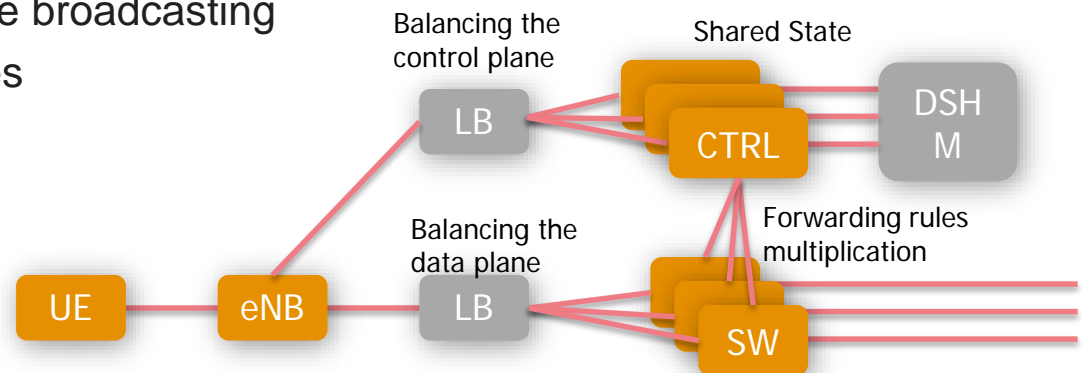 e broadcasting
es
Balancing the
control plane
Shared State
LB
CTRL
DSH
M
Balancing the
data plane
Forwarding rules
multiplication
UE
eNB
LB
SW